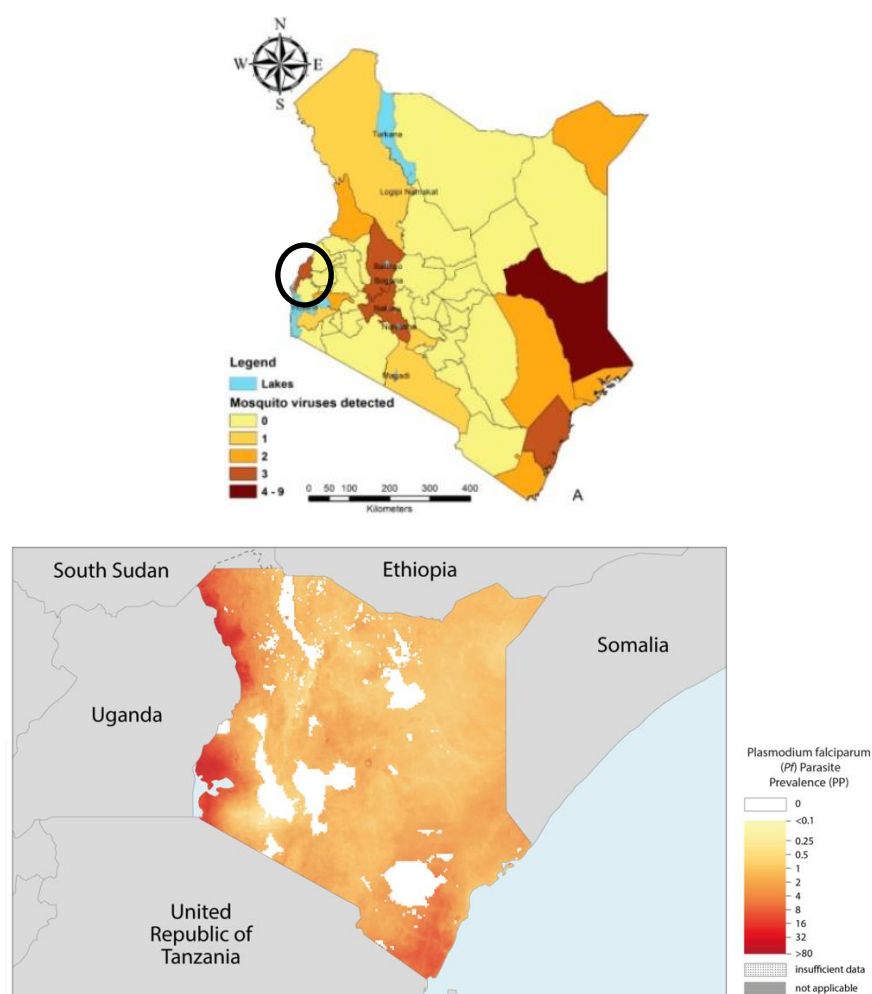 N
W E
S
Turkana
Logipi Namakat
Baringo
Bogoria
Nakuru
Naivasha
Magadi
Legend
Lakes
Mosquito viruses detected
0
1
2
3
4 - 9
0 50 100 200 300 400
Kilometers
A
South Sudan
Ethiopia
Somalia
Uganda
United
Republic of
Tanzania
Plasmodium falciparum
(Pf) Parasite
Prevalence (PP)
0
<0.1
0.25
0.5
1
2
4
8
16
32
>80
insufficient data
not applicable